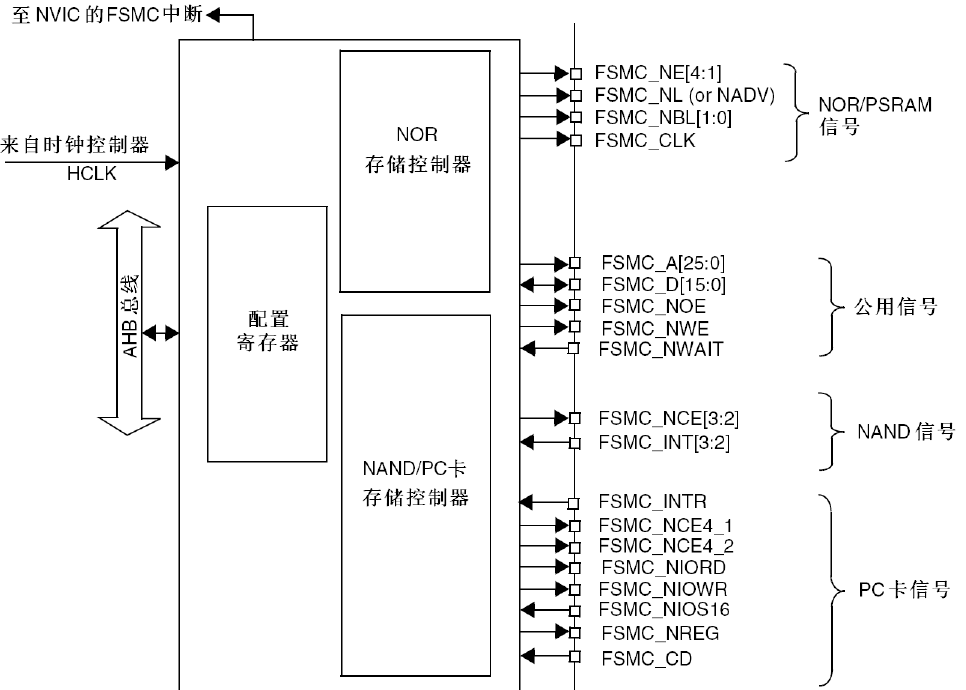 至 NVIC 的FSMC 中断
来自时钟控制器
HCLK
AHB 总线
配置
寄存器
NOR
存储控制器
NAND/PC卡
存储控制器
FSMC_NE[4:1]
FSMC_NL (or NADV)
FSMC_NBL[1:0]
FSMC_CLK
NOR/PSRAM
信号
FSMC_A[25:0]
FSMC_D[15:0]
FSMC_NOE
FSMC_NWE
FSMC_NWAIT
公用信号
FSMC_NCE[3:2]
FSMC_INT[3:2]
NAND 信号
FSMC_INTR
FSMC_NCE4_1
FSMC_NCE4_2
FSMC_NIORD
FSMC_NIOWR
FSMC_NIOS16
FSMC_NREG
FSMC_CD
PC卡信号